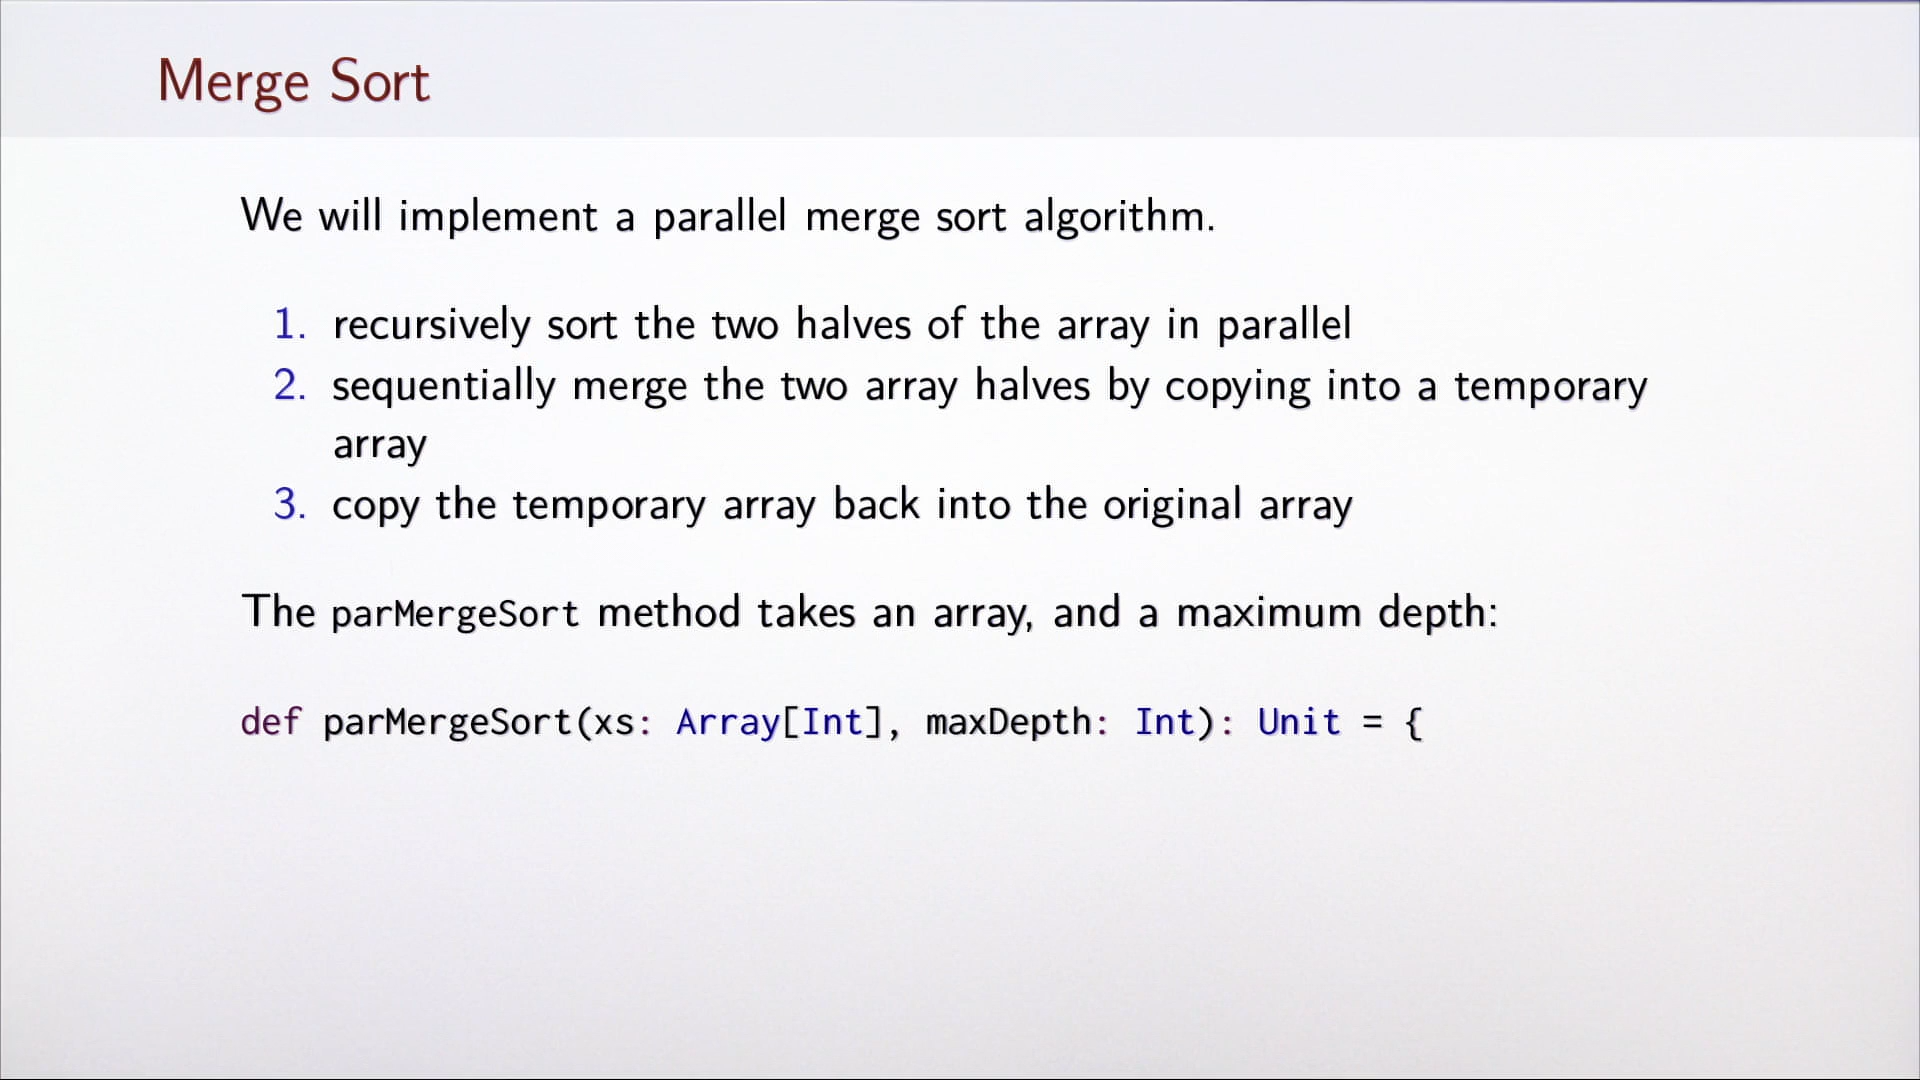 Merge Sort
We will implement a parallel merge sort algorithm.
1. recursively sort the two halves of the array in parallel
2. sequentially merge the two array halves by copying into a temporary
array
3. copy the temporary array back into the original array
The parMergeSort method takes an array, and a maximum depth:
def parMergeSort(xs: Array[Int], maxDepth: Int): Unit = {